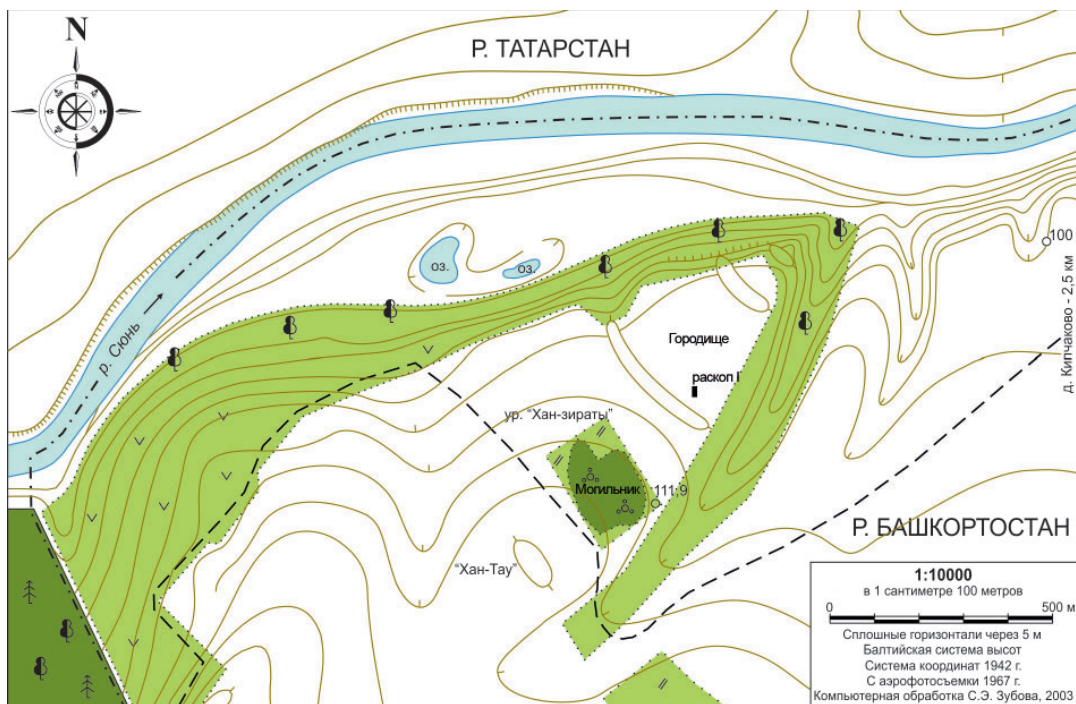 N
Р. ТАТАРСТАН
р. Сюнь
оз.
оз.
100
д. Кипчаково - 2,5 км
Городище
раскоп I
ур. "Хан-зираты"
Могильник
111,9
"Хан-Тау"
Р. БАШКОРТОСТАН
1:10000
в 1 сантиметре 100 метров
0 500 м
Сплошные горизонтали через 5 м
Балтийская система высот
Система координат 1942 г.
С аэрофотосъемки 1967 г.
Компьютерная обработка С.Э. Зубова, 2003